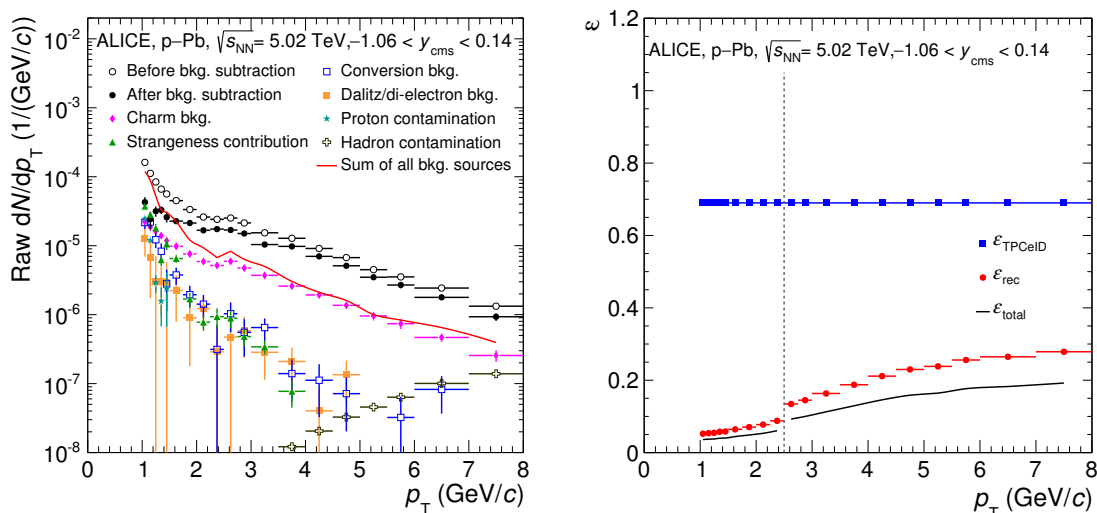 ALICE, p–Pb, √sNN = 5.02 TeV, –1.06 < ycms < 0.14
Before bkg. subtraction
Conversion bkg.
After bkg. subtraction
Dalitz/di-electron bkg.
Charm bkg.
Proton contamination
Strangeness contribution
Hadron contamination
Sum of all bkg. sources
Raw dN/dpT (1/(GeV/c))
10-2
10-3
10-4
10-5
10-6
10-7
10-8
0 1 2 3 4 5 6 7 8
pT (GeV/c)
ε
ALICE, p–Pb, √sNN = 5.02 TeV, –1.06 < ycms < 0.14
εTPCeID
εrec
εtotal
1.2
1
0.8
0.6
0.4
0.2
0
0 1 2 3 4 5 6 7 8
pT (GeV/c)